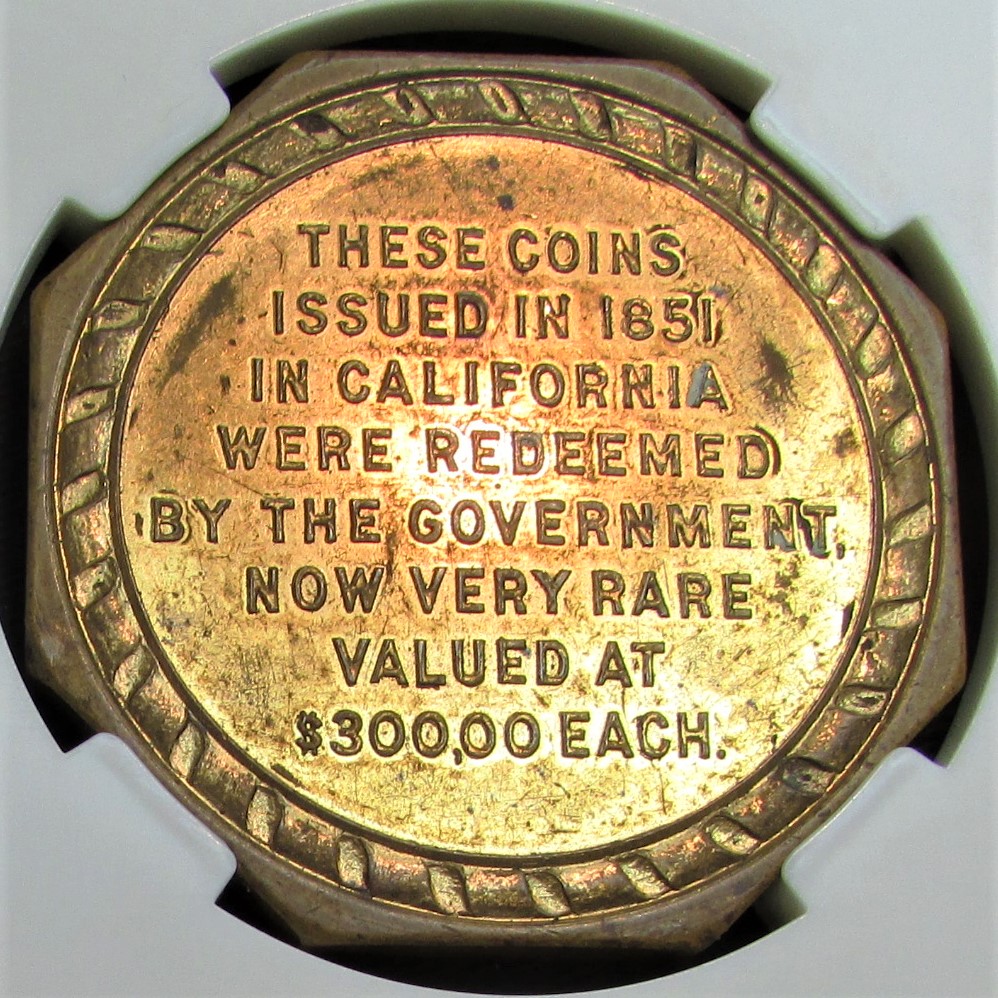 THESE COINS
ISSUED IN 1851,
IN CALIFORNIA
WERE REDEEMED
BY THE GOVERNMENT,
NOW VERY RARE
VALUED AT
$300,00 EACH.